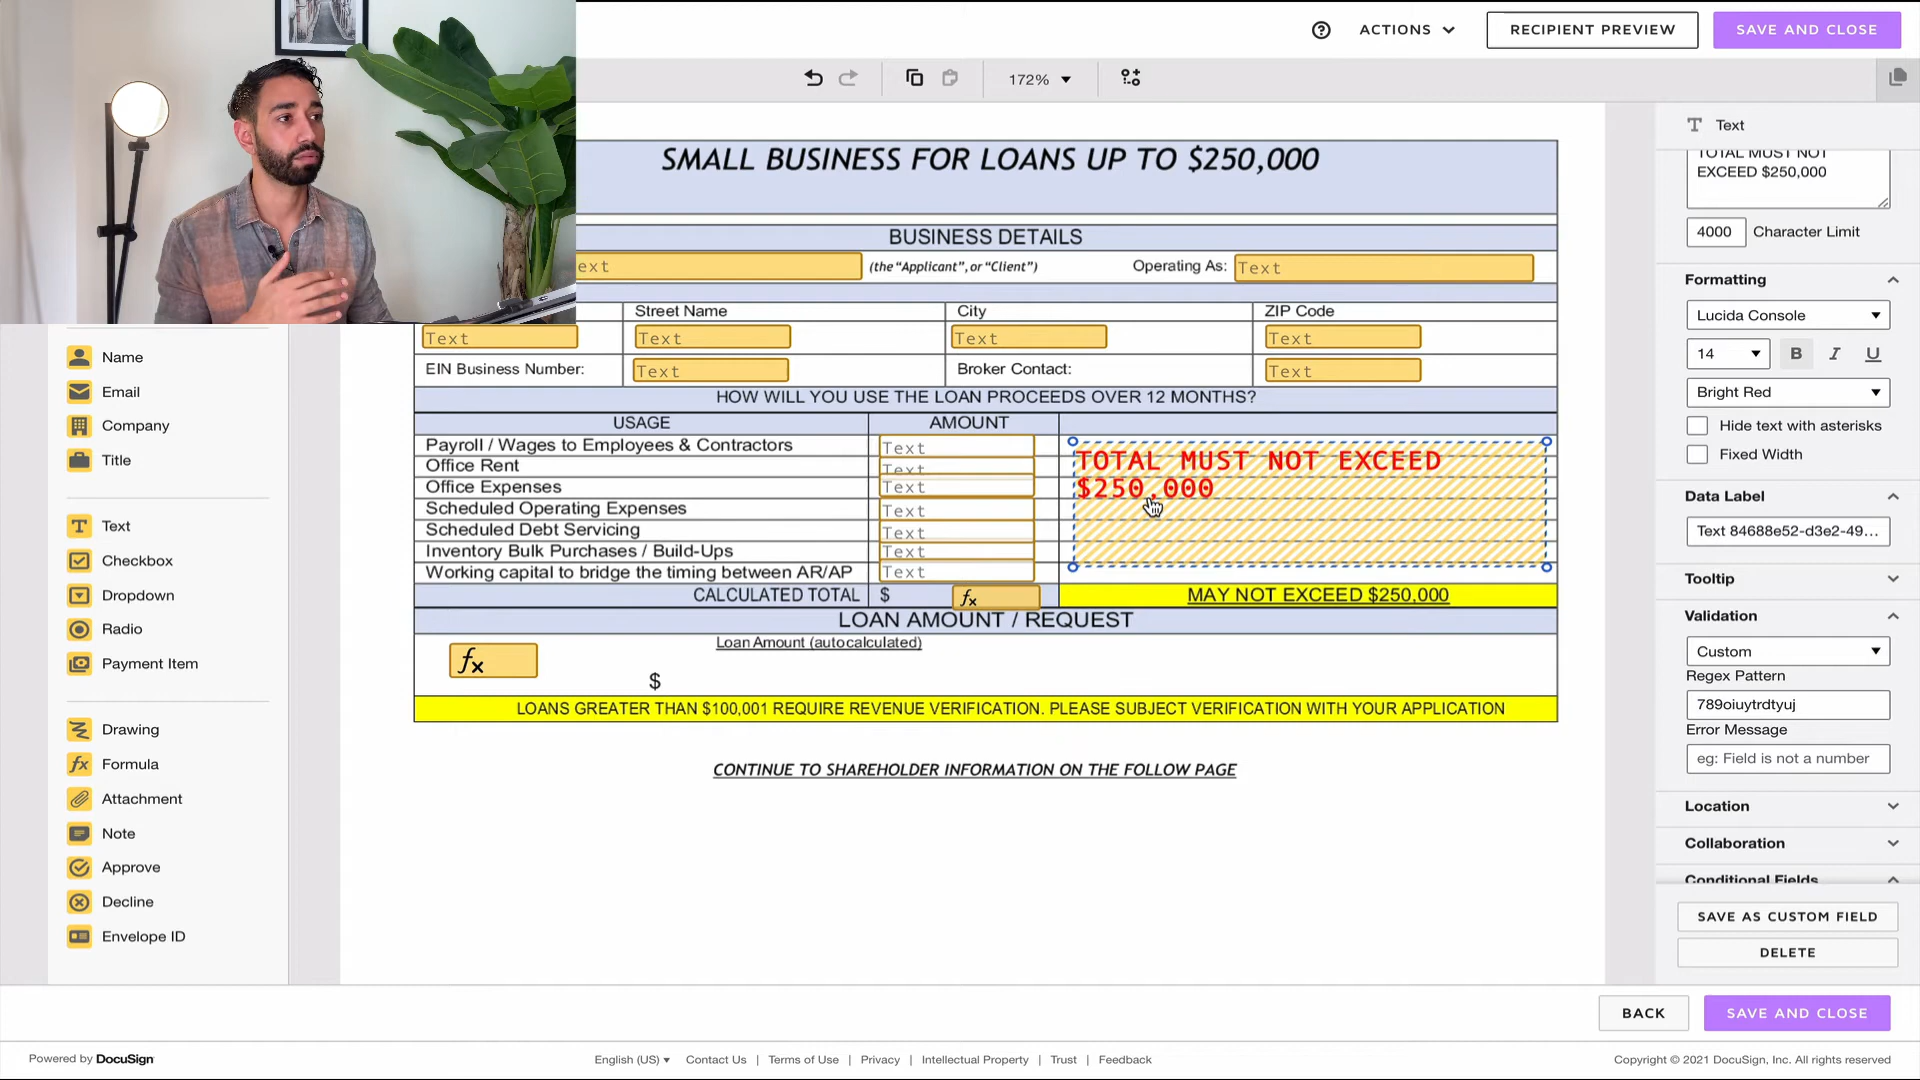 ACTIONS
RECIPIENT PREVIEW
SAVE AND CLOSE
172%
SMALL BUSINESS FOR LOANS UP TO $250,000
BUSINESS DETAILS
ext
(the “Applicant”, or “Client”)
Operating As:
Text
Street Name
City
ZIP Code
Text
Text
Text
Text
EIN Business Number:
Text
Broker Contact:
Text
HOW WILL YOU USE THE LOAN PROCEEDS OVER 12 MONTHS?
USAGE
AMOUNT
Payroll / Wages to Employees & Contractors
Text
Office Rent
Text
Office Expenses
Text
Scheduled Operating Expenses
Text
Scheduled Debt Servicing
Text
Inventory Bulk Purchases / Build-Ups
Text
Working capital to bridge the timing between AR/AP
Text
TOTAL MUST NOT EXCEED
$250,000
CALCULATED TOTAL
$
fx
MAY NOT EXCEED $250,000
LOAN AMOUNT / REQUEST
Loan Amount (autocalculated)
fx
$
LOANS GREATER THAN $100,001 REQUIRE REVENUE VERIFICATION. PLEASE SUBJECT VERIFICATION WITH YOUR APPLICATION
CONTINUE TO SHAREHOLDER INFORMATION ON THE FOLLOW PAGE
Name
Email
Company
Title
Text
Checkbox
Dropdown
Radio
Payment Item
Drawing
Formula
Attachment
Note
Approve
Decline
Envelope ID
Text
TOTAL MUST NOT
EXCEED $250,000
4000
Character Limit
Formatting
Lucida Console
14
B
I
U
Bright Red
Hide text with asterisks
Fixed Width
Data Label
Text 84688e52-d3e2-49...
Tooltip
Validation
Custom
Regex Pattern
789oiuytrdtyuj
Error Message
eg: Field is not a number
Location
Collaboration
Conditional Fields
SAVE AS CUSTOM FIELD
DELETE
BACK
SAVE AND CLOSE
Powered by DocuSign
English (US)
Contact Us
Terms of Use
Privacy
Intellectual Property
Trust
Feedback
Copyright © 2021 DocuSign, Inc. All rights reserved